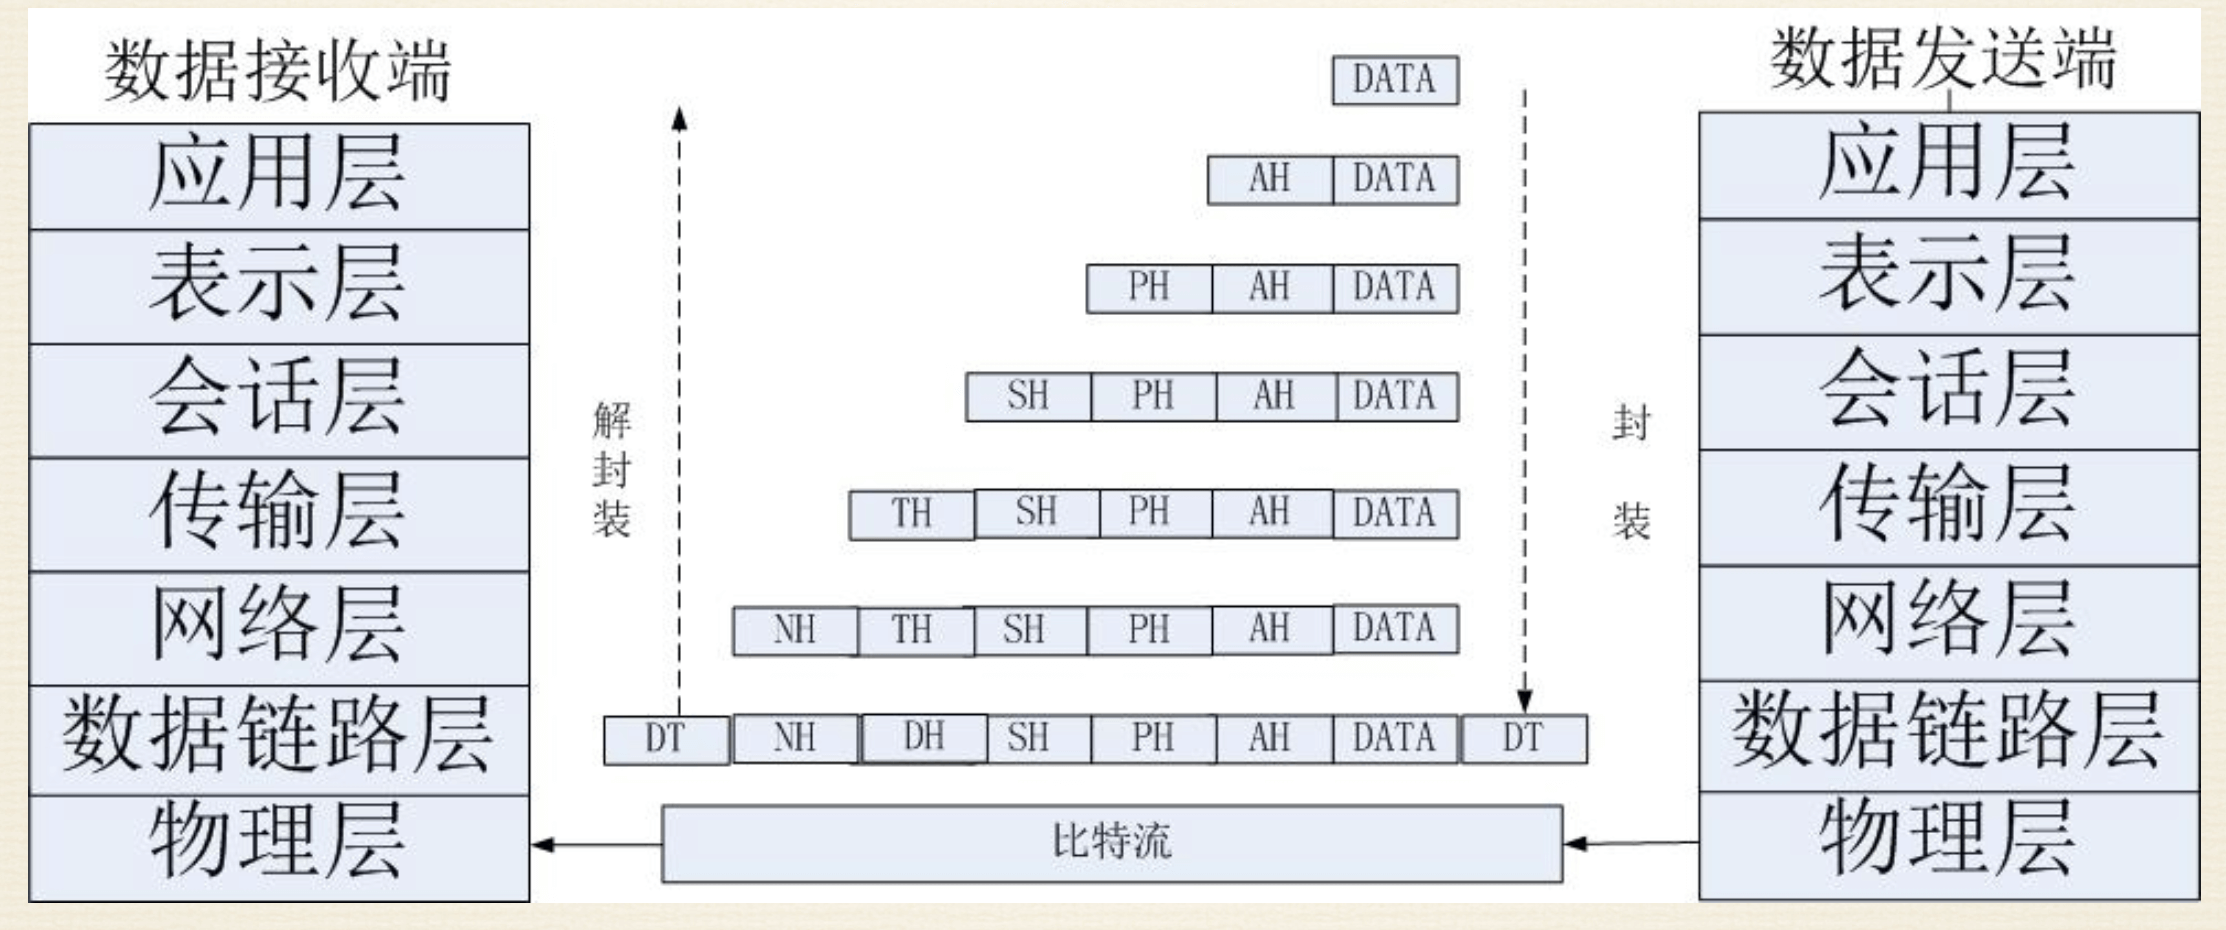 数据接收端
数据发送端
DATA
应用层
AH DATA
应用层
表示层
PH AH DATA
表示层
会话层
SH PH AH DATA
会话层
解封装
封装
传输层
TH SH PH AH DATA
传输层
网络层
NH TH SH PH AH DATA
网络层
数据链路层
DT NH DH SH PH AH DATA DT
数据链路层
物理层
比特流
物理层